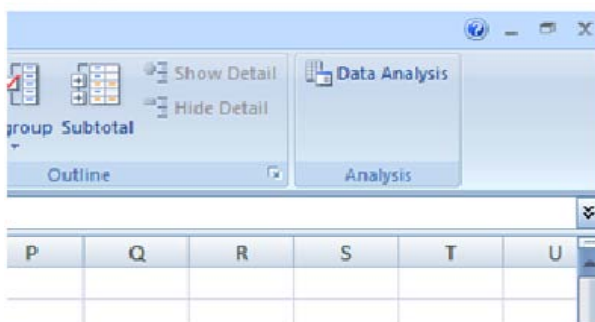 Show Detail
Data Analysis
Hide Detail
group Subtotal
Outline
Analysis
P Q R S T U